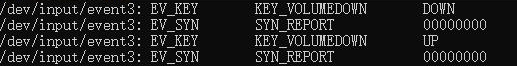 /dev/input/event3: EV_KEY KEY_VOLUMEDOWN DOWN
/dev/input/event3: EV_SYN SYN_REPORT 00000000
/dev/input/event3: EV_KEY KEY_VOLUMEDOWN UP
/dev/input/event3: EV_SYN SYN_REPORT 00000000